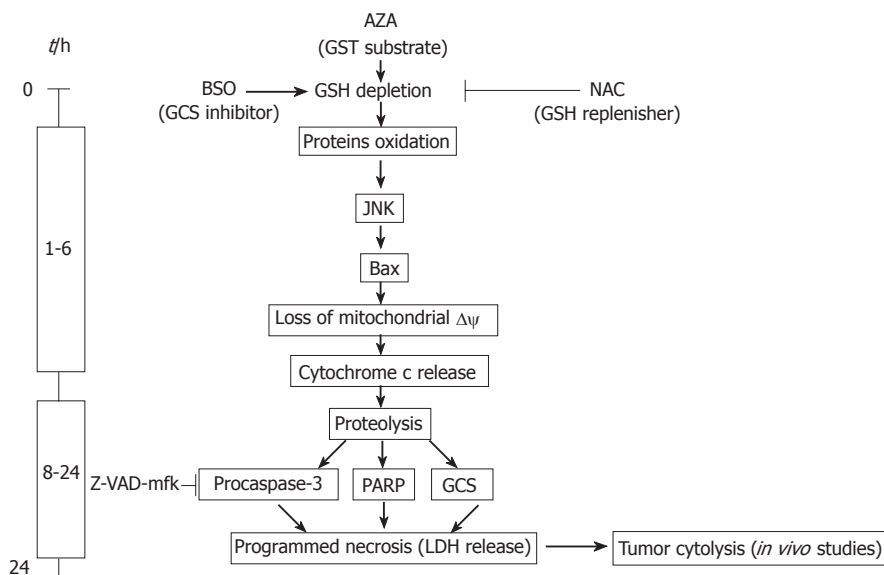 AZA
(GST substrate)
t/h
0
BSO
(GCS inhibitor)
GSH depletion
NAC
(GSH replenisher)
Proteins oxidation
JNK
1-6
Bax
Loss of mitochondrial Δψ
Cytochrome c release
Proteolysis
8-24
Z-VAD-mfk
Procaspase-3
PARP
GCS
Programmed necrosis (LDH release)
Tumor cytolysis (in vivo studies)
24